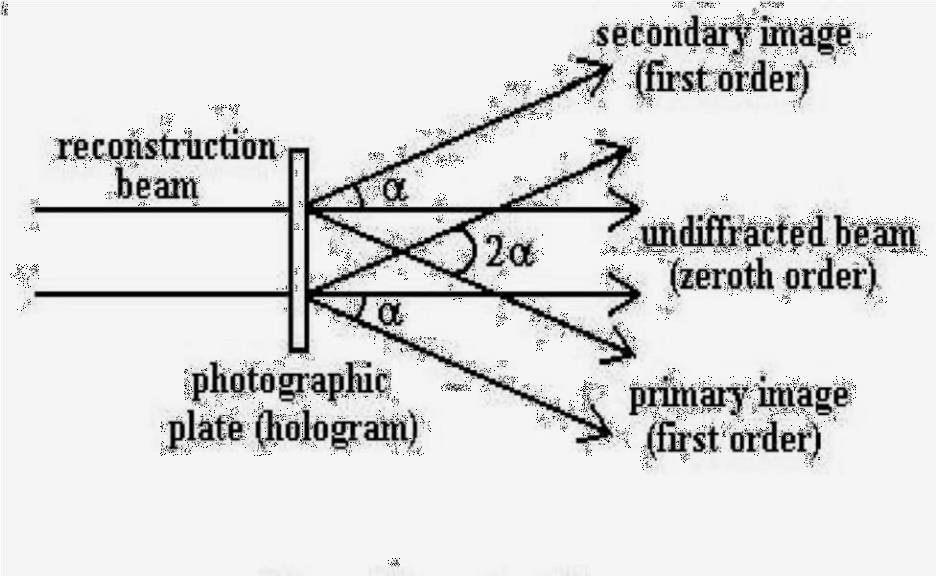 secondary image
(first order)
reconstruction
beam
α
undiffracted beam
(zeroth order)
2α
α
photographic
plate (hologram)
primary image
(first order)